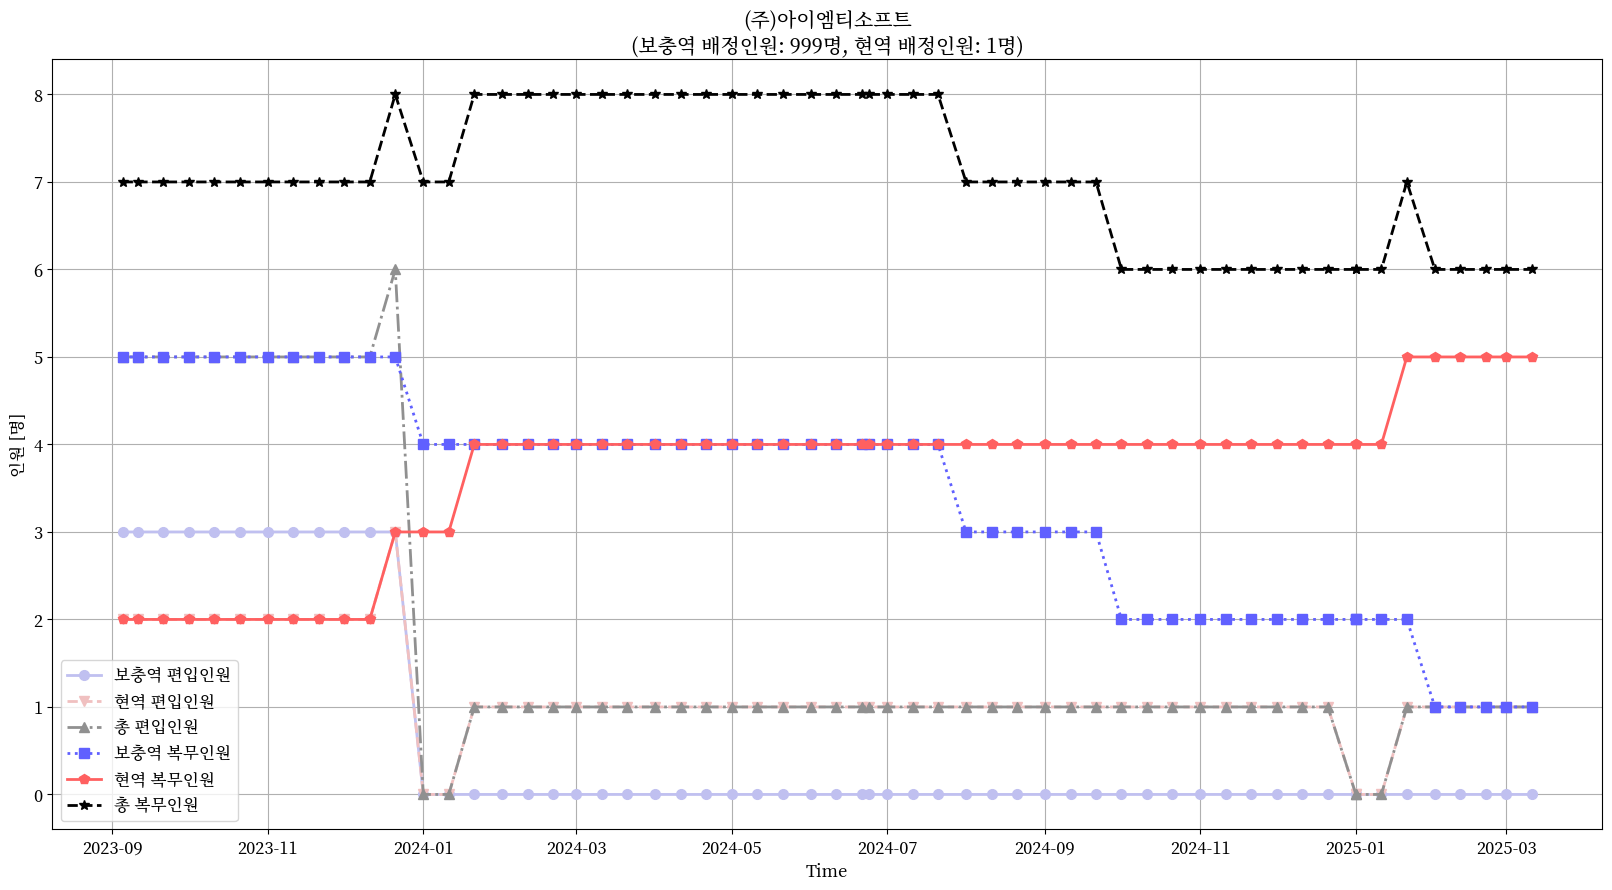 (주)아이엠티소프트
(보충역 배정인원: 999명, 현역 배정인원: 1명)
인원 [명]
8
7
6
5
4
3
2
1
0
보충역 편입인원
현역 편입인원
총 편입인원
보충역 복무인원
현역 복무인원
총 복무인원
2023-09 2023-11 2024-01 2024-03 2024-05 2024-07 2024-09 2024-11 2025-01 2025-03
Time